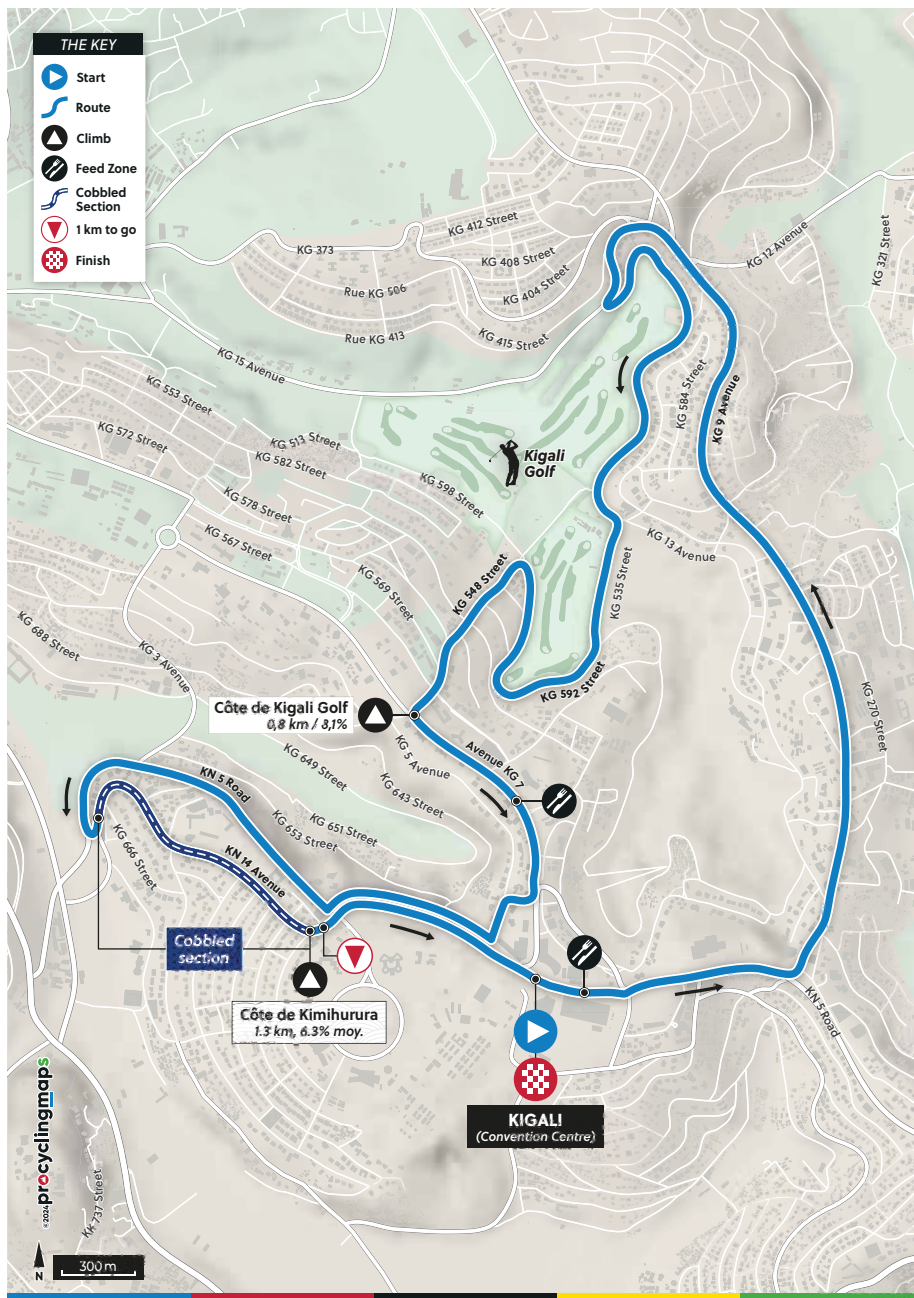 THE KEY
Start
Route
Climb
Feed Zone
Cobbled
Section
1 km to go
Finish
KG 412 Street
KG 373
KG 408 Street
KG 12 Avenue
KG 321 Street
Rue KG 506
KG 404 Street
Rue KG 413
KG 415 Street
KG 15 Avenue
KG 584 Street
KG 9 Avenue
KG 553 Street
KG 572 Street
KG 513 Street
KG 582 Street
Kigali
Golf
KG 598 Street
KG 578 Street
KG 567 Street
KG 13 Avenue
KG 569 Street
KG 548 Street
KG 535 Street
KG 688 Street
KG 3 Avenue
KG 592 Street
KG 270 Street
Côte de Kigali Golf
0,8 km / 8,1%
KG 5 Avenue
Avenue KG 7
KG 649 Street
KG 643 Street
KN 5 Road
KG 651 Street
KG 653 Street
KG 666 Street
KN 14 Avenue
Cobbled
section
Côte de Kimihurura
1.3 km, 6.3% moy.
KN 5 Road
KIGALI
(Convention Centre)
©2024 procyclingmaps
KK 737 Street
N
300 m